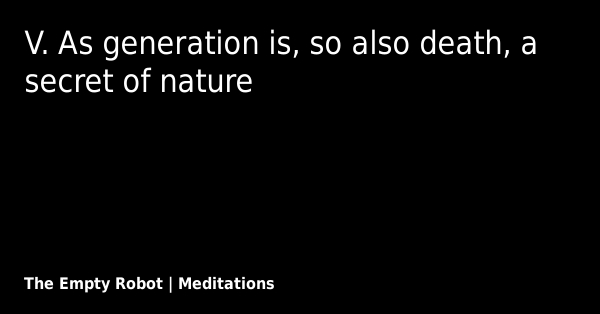 V. As generation is, so also death, a
secret of nature
The Empty Robot | Meditations